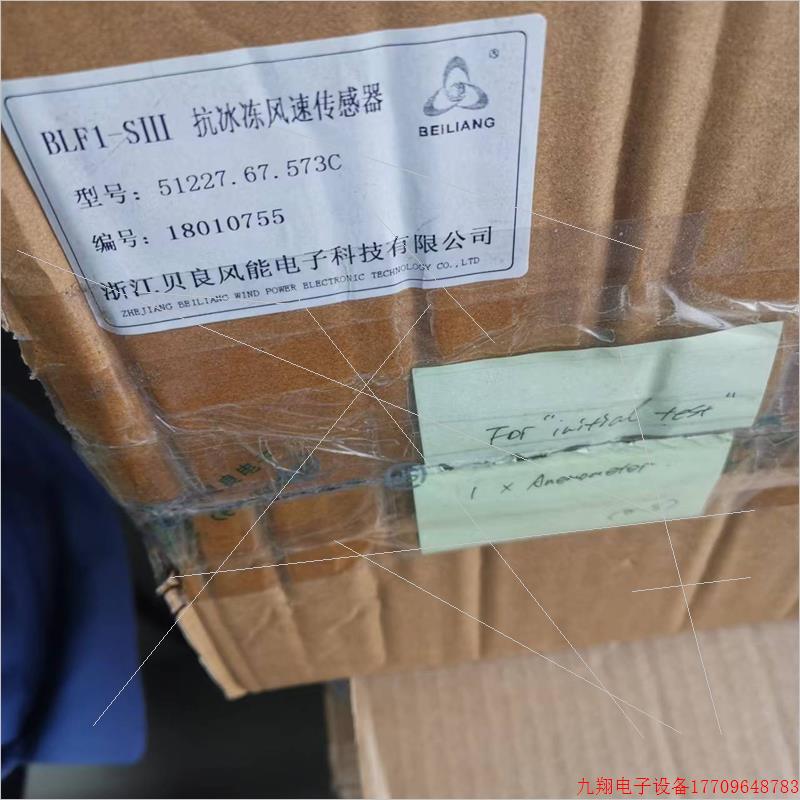 BLF1-SIII 抗冰冻风速传感器
®
BEILIANG
型号: 51227.67.573C
编号: 18010755
浙江贝良风能电子科技有限公司
ZHEJIANG BEILIANG WIND POWER ELECTRONIC TECHNOLOGY CO.,LTD
For "initial test"
1 x Anemometer
九翔电子设备17709648783